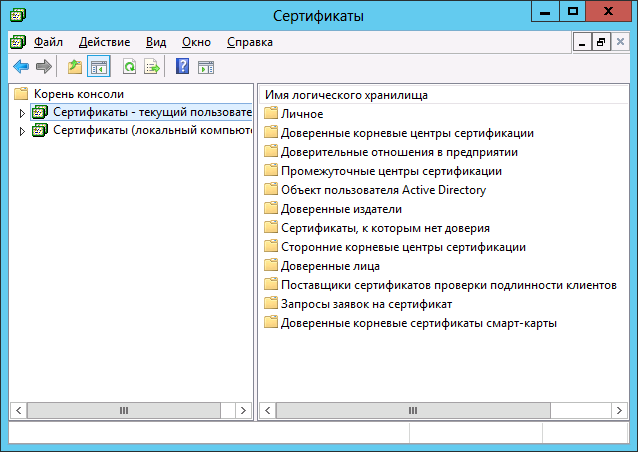 Сертификаты
Файл Действие Вид Окно Справка
Корень консоли
Сертификаты - текущий пользовате
Сертификаты (локальный компьют
Имя логического хранилища
Личное
Доверенные корневые центры сертификации
Доверительные отношения в предприятии
Промежуточные центры сертификации
Объект пользователя Active Directory
Доверенные издатели
Сертификаты, к которым нет доверия
Сторонние корневые центры сертификации
Доверенные лица
Поставщики сертификатов проверки подлинности клиентов
Запросы заявок на сертификат
Доверенные корневые сертификаты смарт-карты